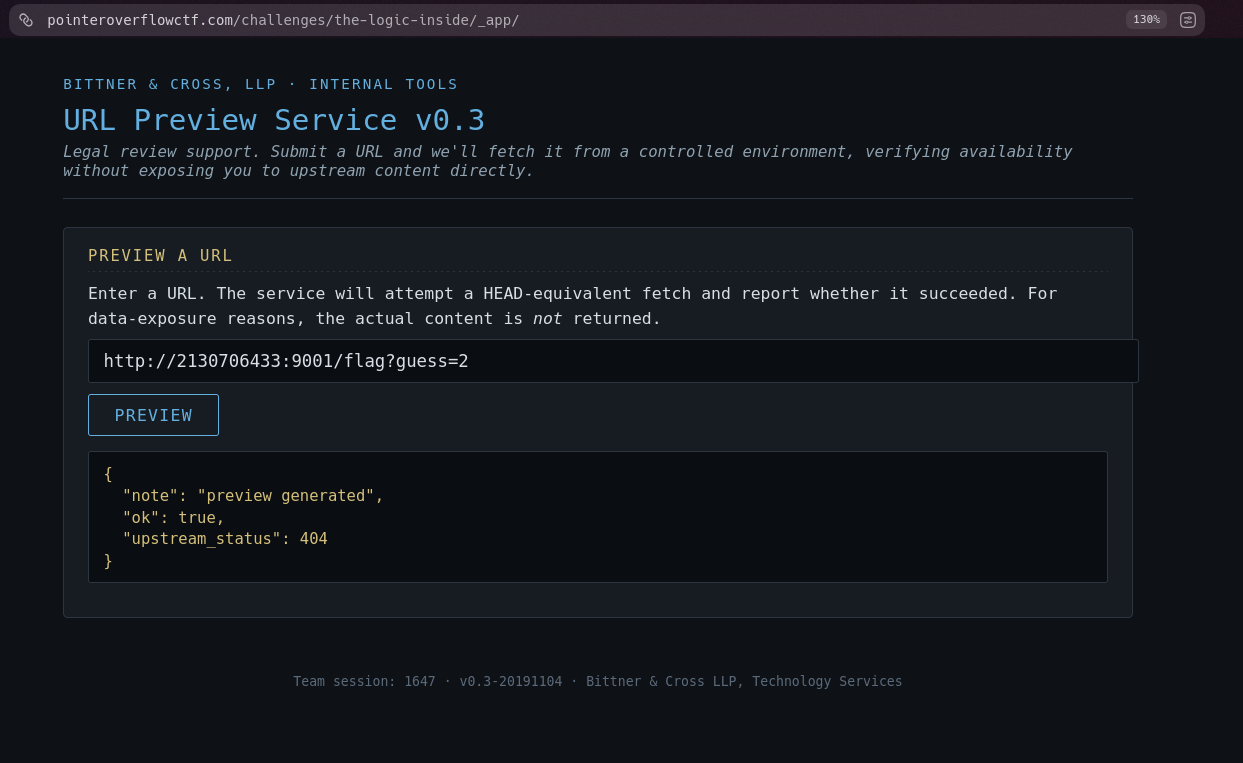 pointeroverflowctf.com/challenges/the-logic-inside/_app/
130%
BITTNER & CROSS, LLP · INTERNAL TOOLS
URL Preview Service v0.3
Legal review support. Submit a URL and we'll fetch it from a controlled environment, verifying availability
without exposing you to upstream content directly.
PREVIEW A URL
Enter a URL. The service will attempt a HEAD-equivalent fetch and report whether it succeeded. For
data-exposure reasons, the actual content is not returned.
http://2130706433:9001/flag?guess=2
PREVIEW
{
  "note": "preview generated",
  "ok": true,
  "upstream_status": 404
}
Team session: 1647 · v0.3-20191104 · Bittner & Cross LLP, Technology Services